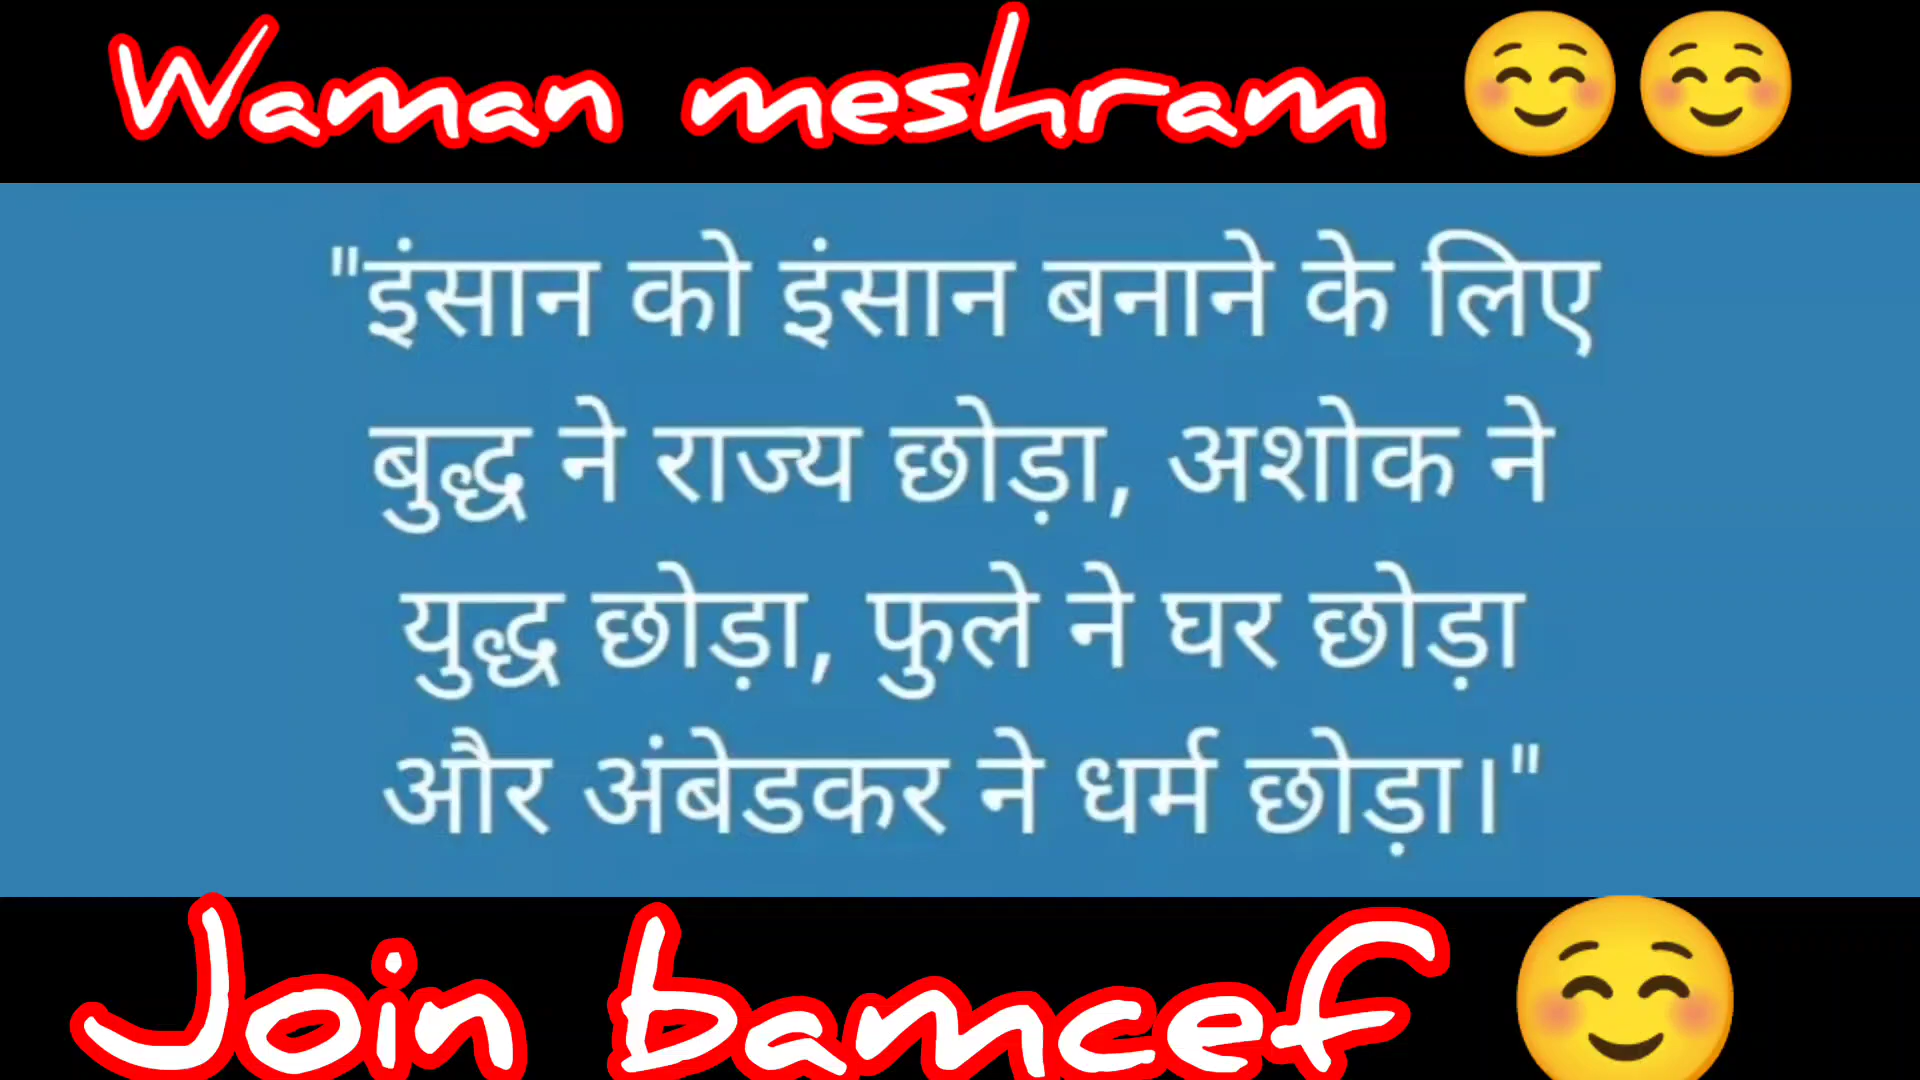 Waman meshram ☺️☺️
"इंसान को इंसान बनाने के लिए
बुद्ध ने राज्य छोड़ा, अशोक ने
युद्ध छोड़ा, फुले ने घर छोड़ा
और अंबेडकर ने धर्म छोड़ा।"
Join bamcef ☺️